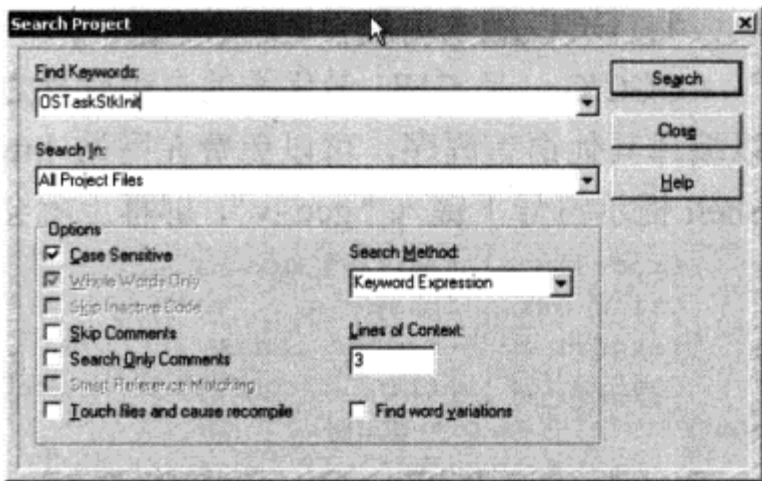 Search Project
Find Keywords:
OSTaskStkInit
Search
Close
Search In:
All Project Files
Help
Options
Case Sensitive
Search Method:
Whole Words Only
Keyword Expression
Skip Inactive Code
Skip Comments
Lines of Context:
Search Only Comments
3
Smart Reference Matching
Touch files and cause recompile
Find word variations